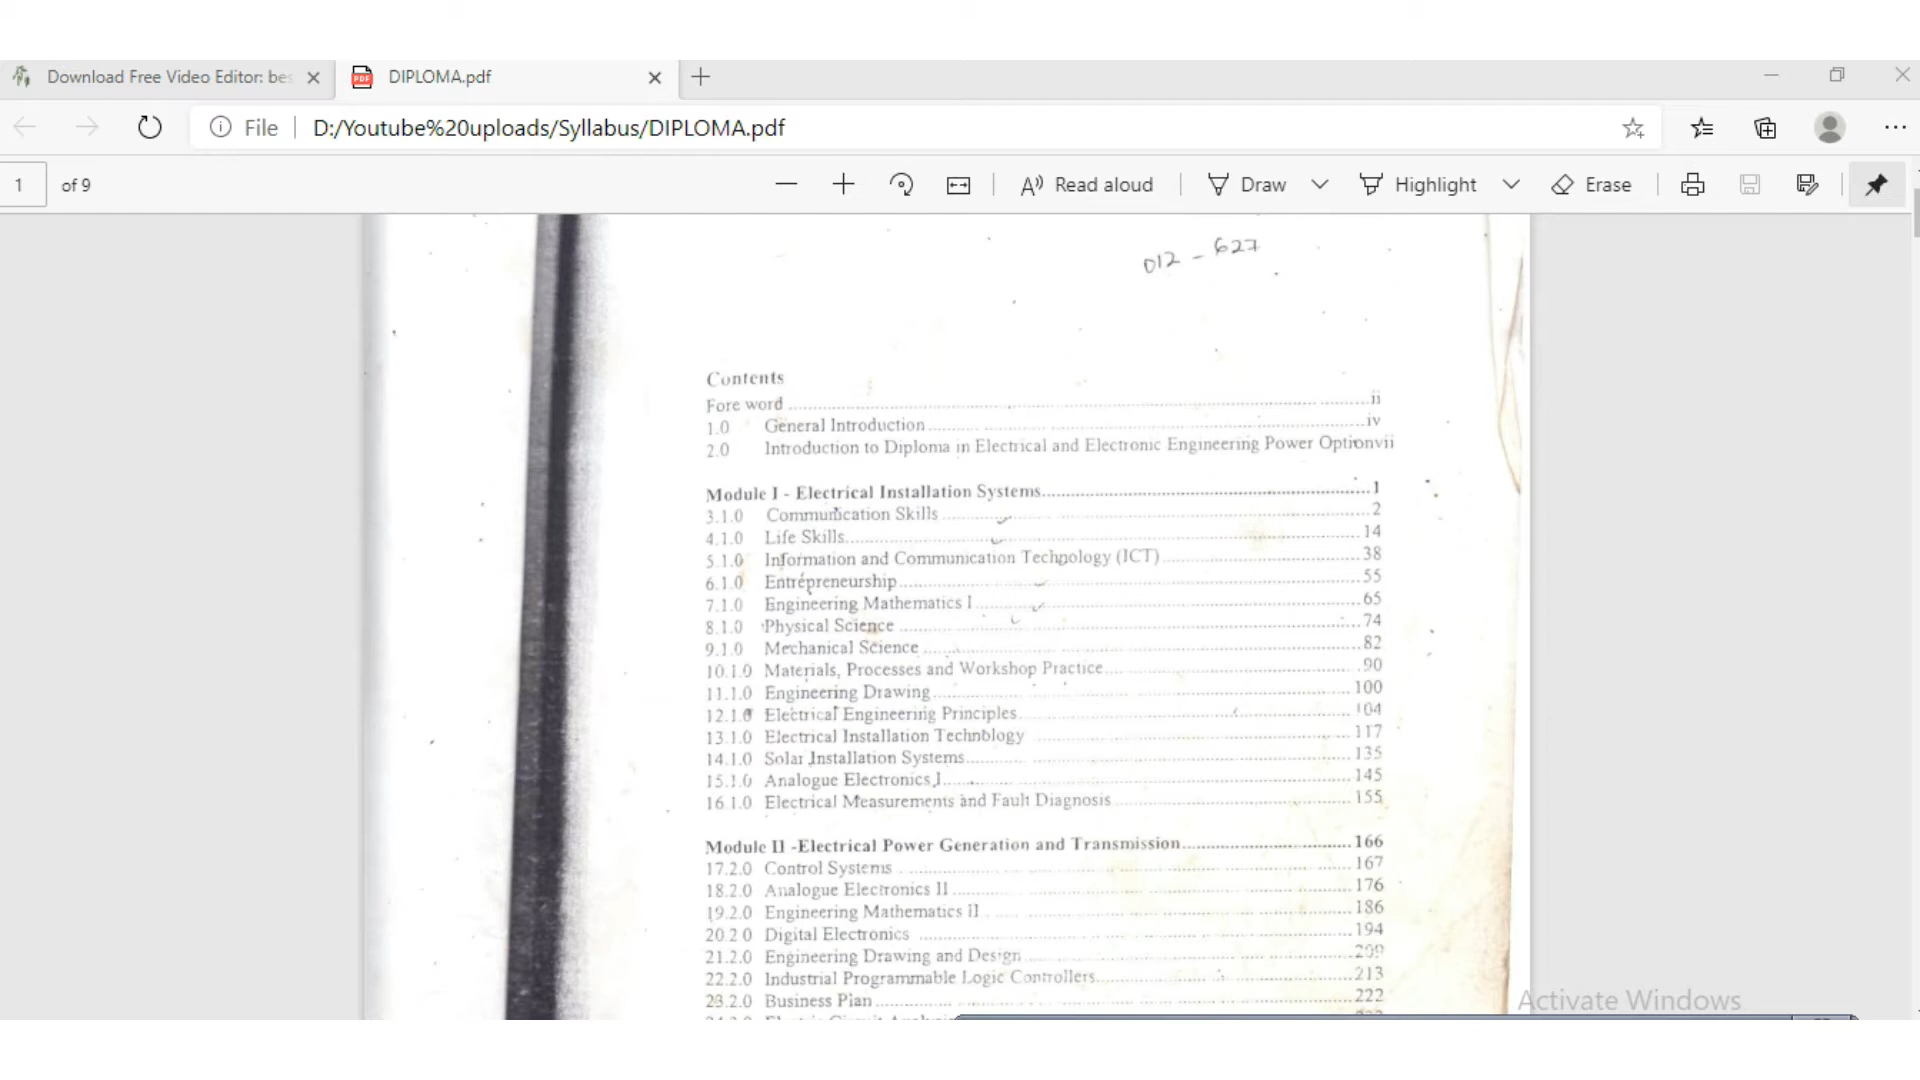 Download Free Video Editor: bes
DIPLOMA.pdf
File
D:/Youtube%20uploads/Syllabus/DIPLOMA.pdf
1 of 9
Read aloud
Draw
Highlight
Erase
012 - 627
Contents
Fore word ii
1.0 General Introduction iv
2.0 Introduction to Diploma in Electrical and Electronic Engineering Power Optionvii
Module I - Electrical Installation Systems 1
3.1.0 Communication Skills 2
4.1.0 Life Skills 14
5.1.0 Information and Communication Technology (ICT) 38
6.1.0 Entrepreneurship 55
7.1.0 Engineering Mathematics I 65
8.1.0 Physical Science 74
9.1.0 Mechanical Science 82
10.1.0 Materials, Processes and Workshop Practice 90
11.1.0 Engineering Drawing 100
12.1.0 Electrical Engineering Principles 104
13.1.0 Electrical Installation Technology 117
14.1.0 Solar Installation Systems 135
15.1.0 Analogue Electronics I 145
16.1.0 Electrical Measurements and Fault Diagnosis 155
Module II -Electrical Power Generation and Transmission 166
17.2.0 Control Systems 167
18.2.0 Analogue Electronics II 176
19.2.0 Engineering Mathematics II 186
20.2.0 Digital Electronics 194
21.2.0 Engineering Drawing and Design 209
22.2.0 Industrial Programmable Logic Controllers 213
23.2.0 Business Plan 222
Activate Windows